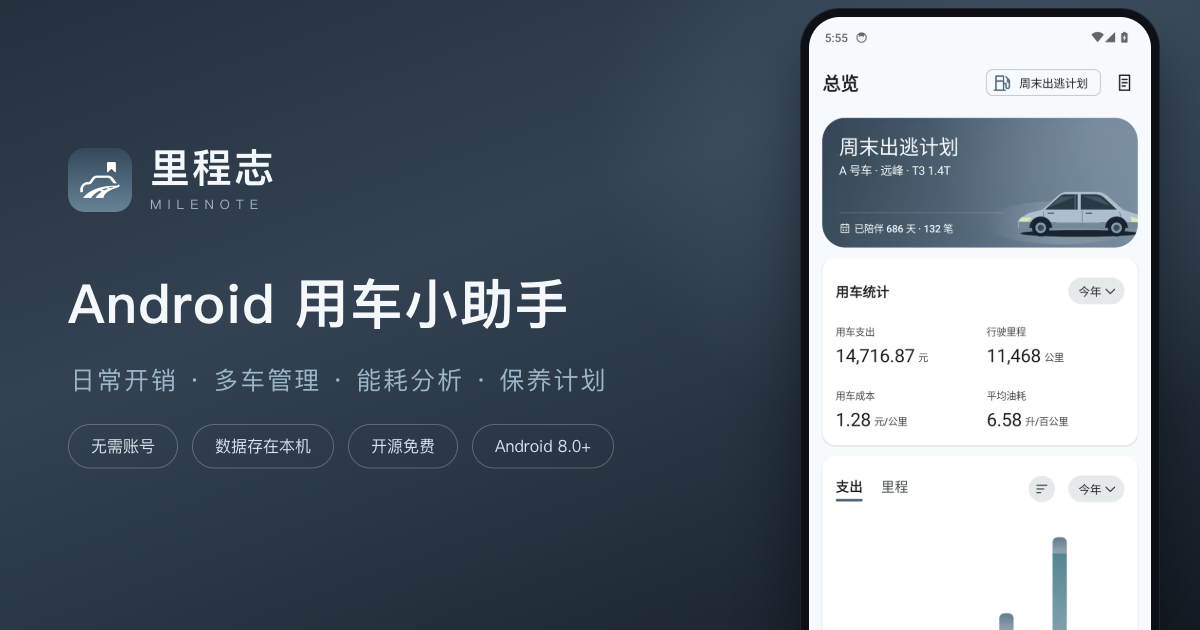 里程志
MILENOTE
Android 用车小助手
日常开销 · 多车管理 · 能耗分析 · 保养计划
无需账号
数据存在本机
开源免费
Android 8.0+
5:55
总览
周末出逃计划
周末出逃计划
A 号车 · 远峰 · T3 1.4T
已陪伴 686 天 · 132 笔
用车统计
今年
用车支出
行驶里程
14,716.87 元
11,468 公里
用车成本
平均油耗
1.28 元/公里
6.58 升/百公里
支出
里程
今年